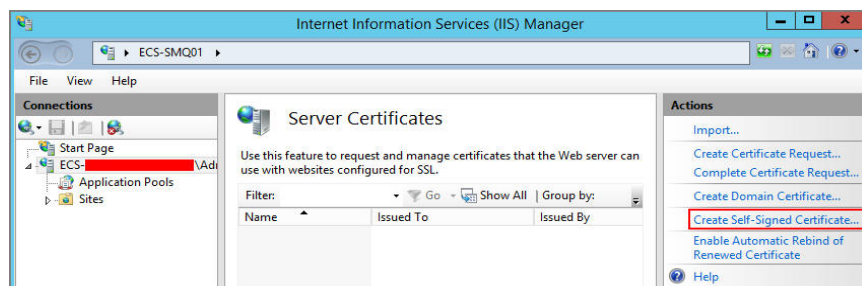 Internet Information Services (IIS) Manager
ECS-SMQ01
File View Help
Connections
Start Page
ECS- \Adi
Application Pools
Sites
Server Certificates
Use this feature to request and manage certificates that the Web server can
use with websites configured for SSL.
Filter: Go Show All Group by:
Name Issued To Issued By
Actions
Import...
Create Certificate Request...
Complete Certificate Request...
Create Domain Certificate...
Create Self-Signed Certificate...
Enable Automatic Rebind of
Renewed Certificate
Help